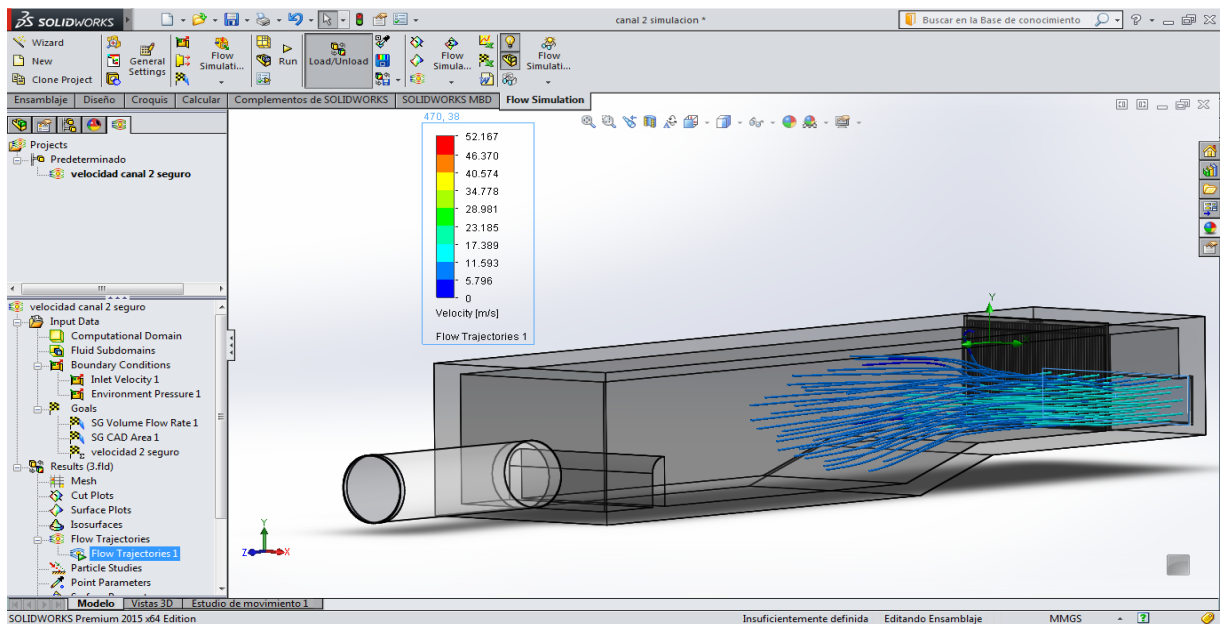 SOLIDWORKS
canal 2 simulacion *
Buscar en la Base de conocimiento
Wizard
New
Clone Project
General Settings
Flow Simulati...
Run
Load/Unload
Flow Simula...
Flow Simulati...
Ensamblaje Diseño Croquis Calcular Complementos de SOLIDWORKS SOLIDWORKS MBD Flow Simulation
Projects
Predeterminado
velocidad canal 2 seguro
velocidad canal 2 seguro
Input Data
Computational Domain
Fluid Subdomains
Boundary Conditions
Inlet Velocity 1
Environment Pressure 1
Goals
SG Volume Flow Rate 1
SG CAD Area 1
velocidad 2 seguro
Results (3.fld)
Mesh
Cut Plots
Surface Plots
Isosurfaces
Flow Trajectories
Flow Trajectories 1
Particle Studies
Point Parameters
470, 38
52.167
46.370
40.574
34.778
28.981
23.185
17.389
11.593
5.796
0
Velocity [m/s]
Flow Trajectories 1
Y
Y
Z
X
Modelo Vistas 3D Estudio de movimiento 1
SOLIDWORKS Premium 2015 x64 Edition
Insuficientemente definida Editando Ensamblaje MMGS